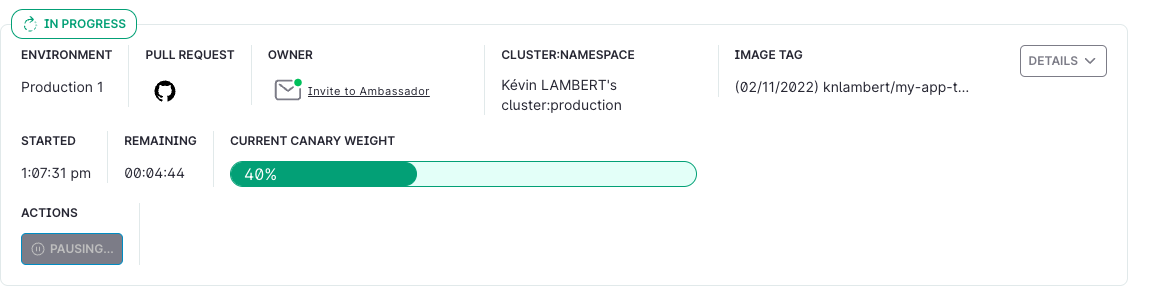 IN PROGRESS
ENVIRONMENT
Production 1
PULL REQUEST
OWNER
Invite to Ambassador
CLUSTER:NAMESPACE
Kévin LAMBERT's
cluster:production
IMAGE TAG
(02/11/2022) knlambert/my-app-t...
DETAILS
STARTED
1:07:31 pm
REMAINING
00:04:44
CURRENT CANARY WEIGHT
40%
ACTIONS
PAUSING...